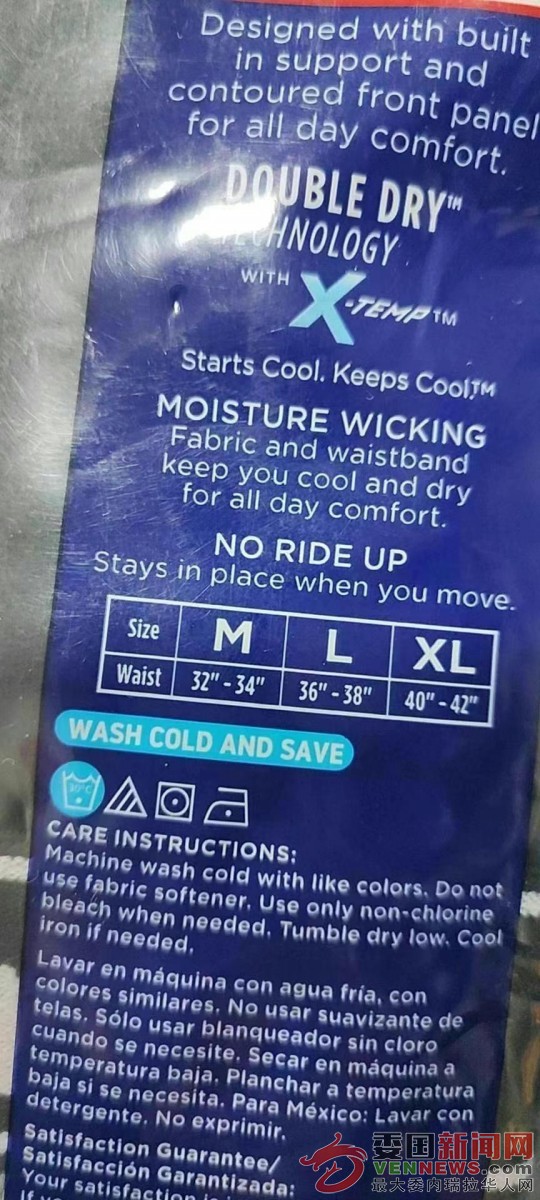 Designed with built
in support and
contoured front panel
for all day comfort.
DOUBLE DRY™
TECHNOLOGY
WITH X-TEMP™
Starts Cool. Keeps Cool™
MOISTURE WICKING
Fabric and waistband
keep you cool and dry
for all day comfort.
NO RIDE UP
Stays in place when you move.
Size M L XL
Waist 32"-34" 36"-38" 40"-42"
WASH COLD AND SAVE
30°C
CARE INSTRUCTIONS:
Machine wash cold with like colors. Do not
use fabric softener. Use only non-chlorine
bleach when needed. Tumble dry low. Cool
iron if needed.
Lavar en máquina con agua fría, con
colores similares. No usar suavizante de
telas. Sólo usar blanqueador sin cloro
cuando se necesite. Secar en máquina a
temperatura baja. Planchar a temperatura
baja si se necesita. Para México: Lavar con
detergente. No exprimir.
Satisfaction Guarantee/
Satisfacción Garantizada:
Your satisfaction
If
委国新闻网
VENNEWS.com
最大委内瑞拉华人网